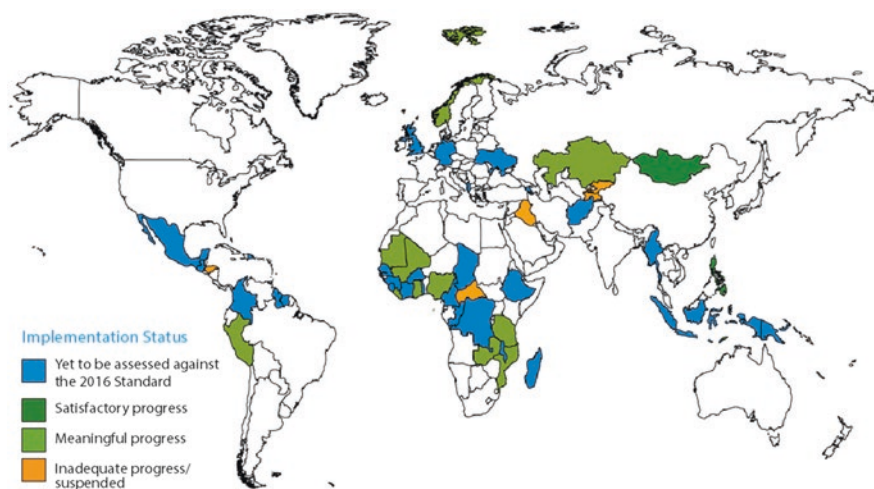 Implementation Status
Yet to be assessed against
the 2016 Standard
Satisfactory progress
Meaningful progress
Inadequate progress/
suspended